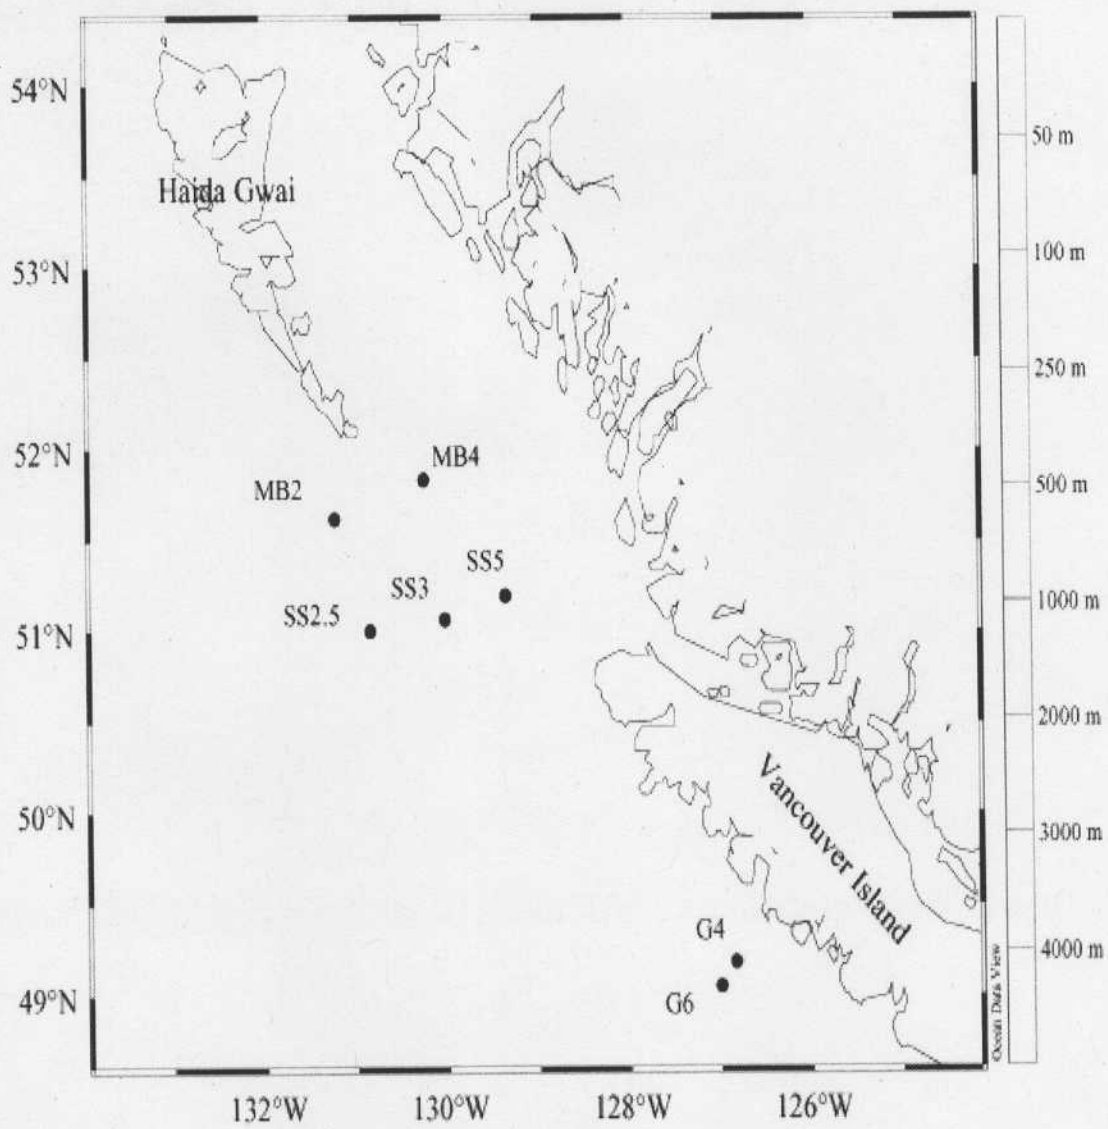 54°N
50 m
Haida Gwai
100 m
53°N
250 m
52°N
MB4
500 m
MB2
SS5
SS3
1000 m
SS2.5
51°N
2000 m
50°N
3000 m
Vancouver Island
G4
4000 m
49°N
G6
Ocean Data View
132°W
130°W
128°W
126°W